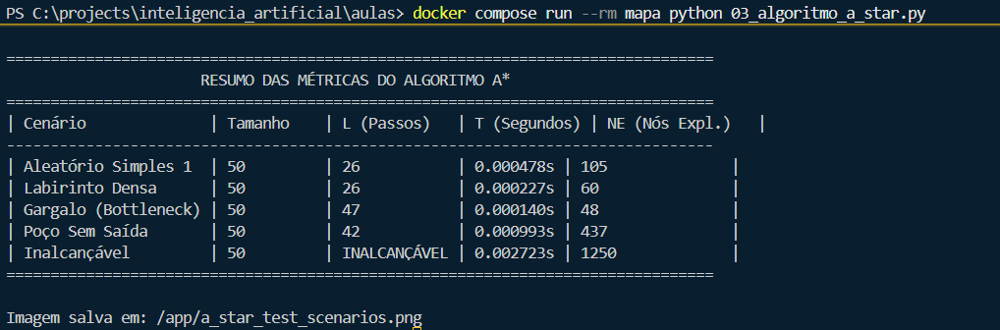 PS C:\projects\inteligencia_artificial\aulas> docker compose run --rm mapa python 03_algoritmo_a_star.py
================================================================================
RESUMO DAS MÉTRICAS DO ALGORITMO A*
================================================================================
| Cenário | Tamanho | L (Passos) | T (Segundos) | NE (Nós Expl.) |
--------------------------------------------------------------------------------
| Aleatório Simples 1 | 50 | 26 | 0.000478s | 105 |
| Labirinto Densa | 50 | 26 | 0.000227s | 60 |
| Gargalo (Bottleneck) | 50 | 47 | 0.000140s | 48 |
| Poço Sem Saída | 50 | 42 | 0.000993s | 437 |
| Inalcançável | 50 | INALCANÇÁVEL | 0.002723s | 1250 |
================================================================================
Imagem salva em: /app/a_star_test_scenarios.png